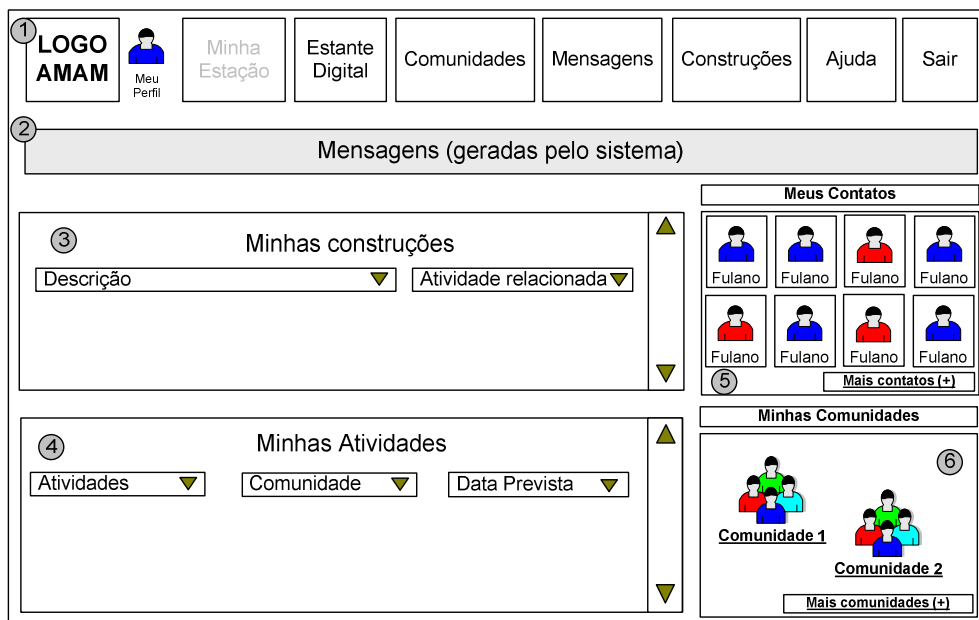 1
LOGO
AMAM
Meu
Perfil
Minha
Estação
Estante
Digital
Comunidades
Mensagens
Construções
Ajuda
Sair
2
Mensagens (geradas pelo sistema)
3
Minhas construções
Descrição
Atividade relacionada
4
Minhas Atividades
Atividades
Comunidade
Data Prevista
Meus Contatos
Fulano
Fulano
Fulano
Fulano
Fulano
Fulano
Fulano
Fulano
5
Mais contatos (+)
Minhas Comunidades
6
Comunidade 1
Comunidade 2
Mais comunidades (+)